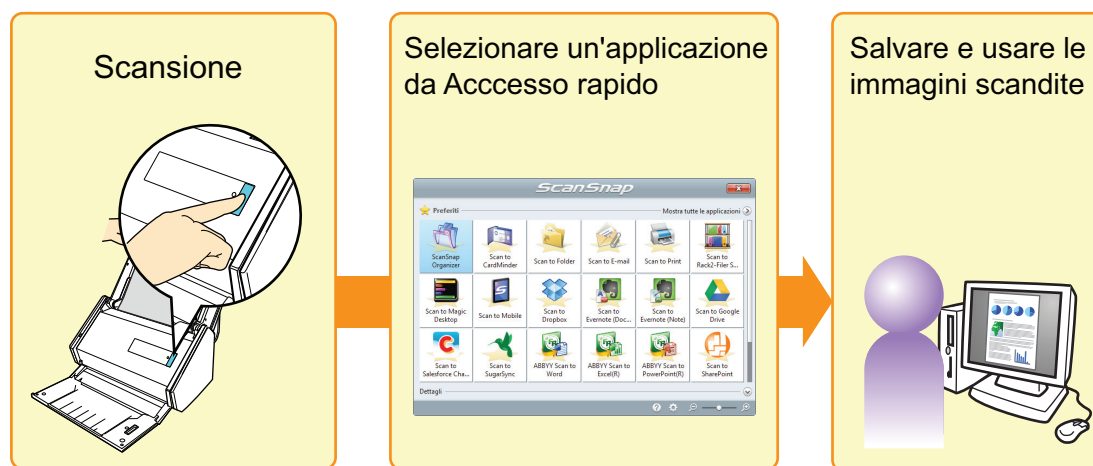 Scansione
Selezionare un'applicazione
da Acccesso rapido
Salvare e usare le
immagini scandite
ScanSnap
Preferiti
Mostra tutte le applicazioni
ScanSnap
Organizer
Scan to
CardMinder
Scan to Folder
Scan to E-mail
Scan to Print
Scan to
Rack2-Filer S...
Scan to Magic
Desktop
Scan to Mobile
Scan to
Dropbox
Scan to
Evernote (Doc...
Scan to
Evernote (Note)
Scan to Google
Drive
Scan to
Salesforce Cha...
Scan to
SugarSync
ABBYY Scan to
Word
ABBYY Scan to
Excel(R)
ABBYY Scan to
PowerPoint(R)
Scan to
SharePoint
Dettagli